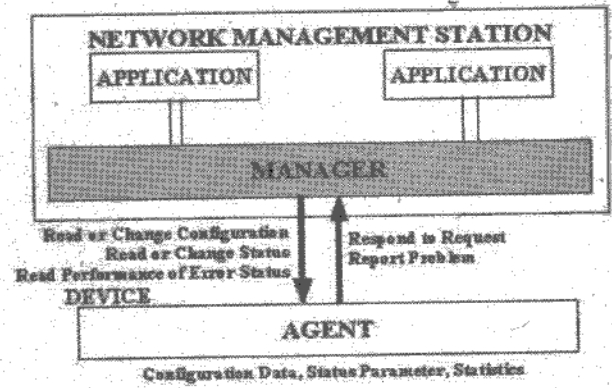 NETWORK MANAGEMENT STATION
APPLICATION
APPLICATION
MANAGER
Read or Change Configuration
Read or Change Status
Read Performance of Error Status
Respond to Request
Report Problem
DEVICE
AGENT
Configuration Data, Status Parameter, Statistics